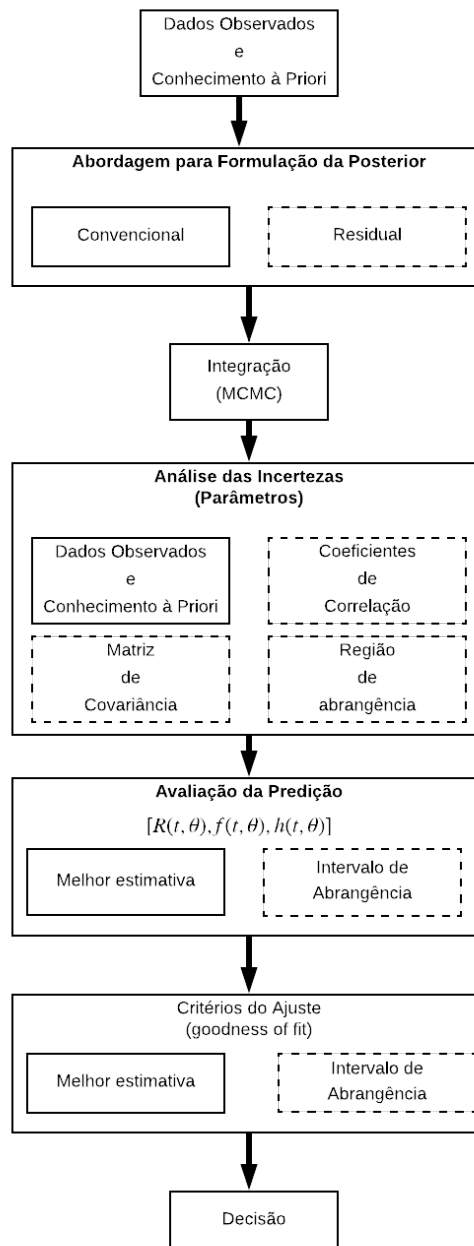 Dados Observados
e
Conhecimento à Priori
Abordagem para Formulação da Posterior
Convencional
Residual
Integração
(MCMC)
Análise das Incertezas
(Parâmetros)
Dados Observados
e
Conhecimento à Priori
Coeficientes
de
Correlação
Matriz
de
Covariância
Região
de
abrangência
Avaliação da Predição
[R(t, θ), f(t, θ), h(t, θ)]
Melhor estimativa
Intervalo de
Abrangência
Critérios do Ajuste
(goodness of fit)
Melhor estimativa
Intervalo de
Abrangência
Decisão